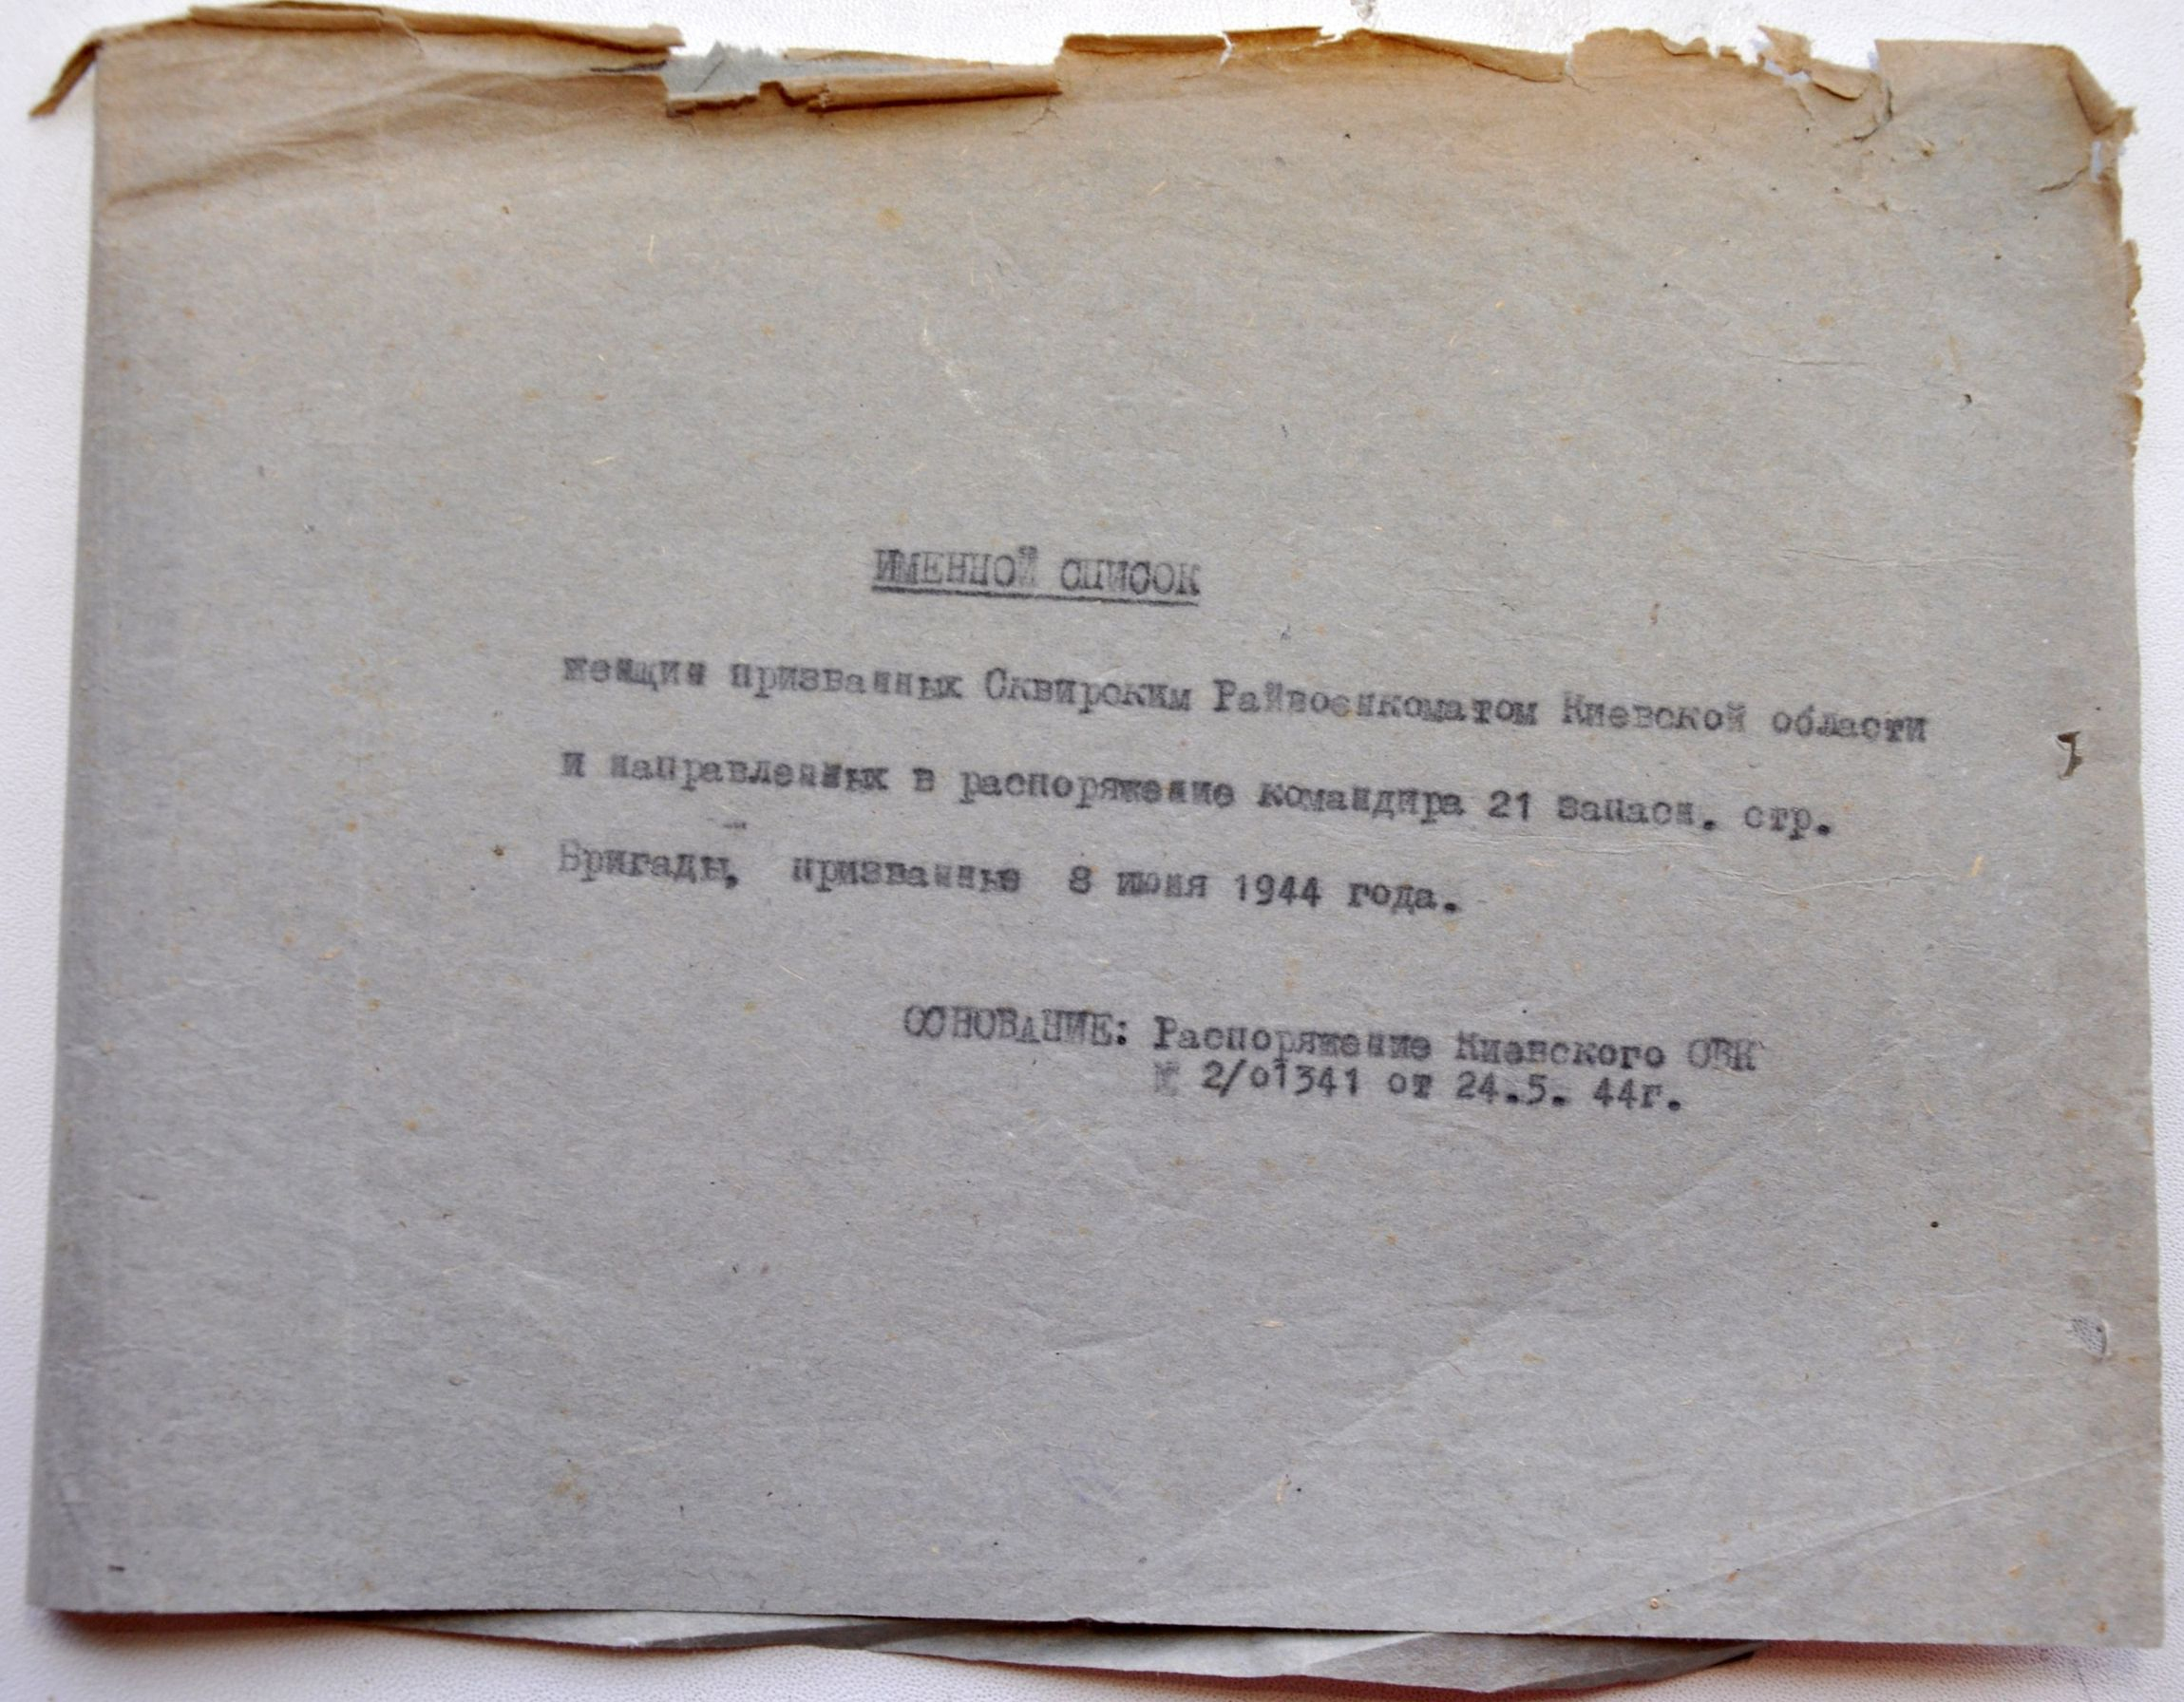 ИМЕННОЙ СПИСОК
женщин призванных Сквирским Райвоенкоматом Киевской области
и направленных в распоряжение командира 21 запасн. стр.
Бригады, призванные 8 июня 1944 года.
ОСНОВАНИЕ: Распоряжение Киевского ОВК
№ 2/о1341 от 24.5. 44г.